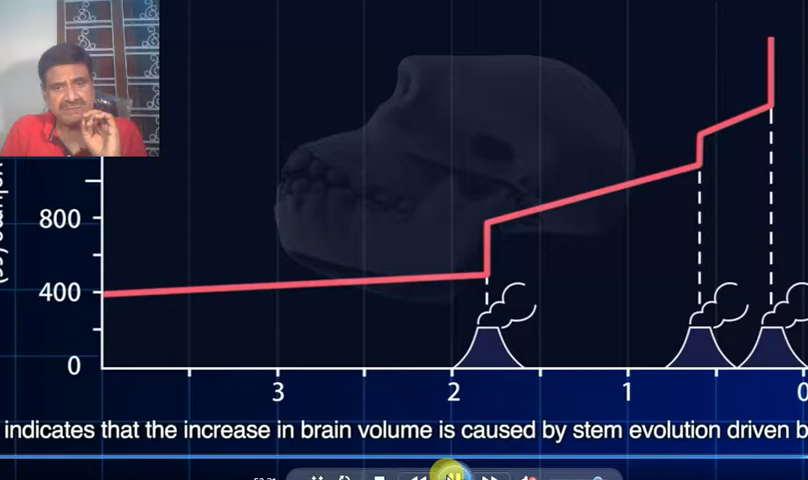 800
400
0
3 2 1 0
indicates that the increase in brain volume is caused by stem evolution driven b